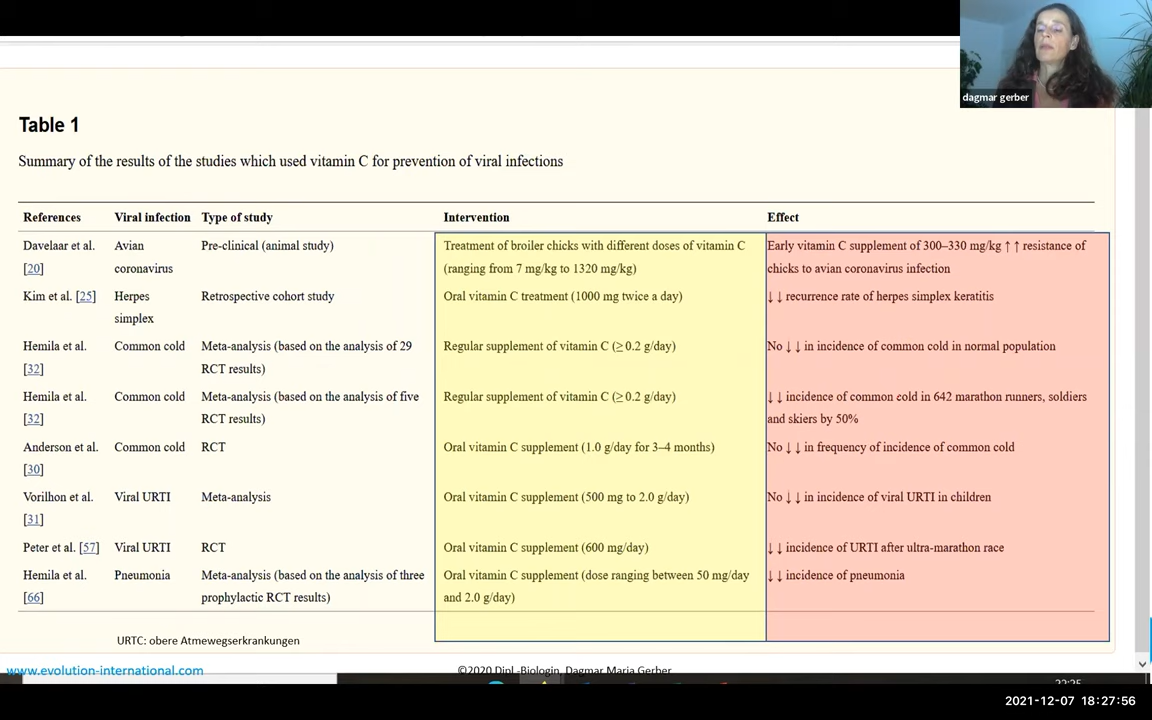 dagmar gerber
Table 1
Summary of the results of the studies which used vitamin C for prevention of viral infections
References Viral infection Type of study Intervention Effect
Davelaar et al. Avian Pre-clinical (animal study) Treatment of broiler chicks with different doses of vitamin C Early vitamin C supplement of 300–330 mg/kg ↑ ↑ resistance of
[20] coronavirus (ranging from 7 mg/kg to 1320 mg/kg) chicks to avian coronavirus infection
Kim et al. [25] Herpes Retrospective cohort study Oral vitamin C treatment (1000 mg twice a day) ↓ ↓ recurrence rate of herpes simplex keratitis
simplex
Hemila et al. Common cold Meta-analysis (based on the analysis of 29 Regular supplement of vitamin C (≥ 0.2 g/day) No ↓ ↓ in incidence of common cold in normal population
[32] RCT results)
Hemila et al. Common cold Meta-analysis (based on the analysis of five Regular supplement of vitamin C (≥ 0.2 g/day) ↓ ↓ incidence of common cold in 642 marathon runners, soldiers
[32] RCT results) and skiers by 50%
Anderson et al. Common cold RCT Oral vitamin C supplement (1.0 g/day for 3–4 months) No ↓ ↓ in frequency of incidence of common cold
[30]
Vorilhon et al. Viral URTI Meta-analysis Oral vitamin C supplement (500 mg to 2.0 g/day) No ↓ ↓ in incidence of viral URTI in children
[31]
Peter et al. [57] Viral URTI RCT Oral vitamin C supplement (600 mg/day) ↓ ↓ incidence of URTI after ultra-marathon race
Hemila et al. Pneumonia Meta-analysis (based on the analysis of three Oral vitamin C supplement (dose ranging between 50 mg/day ↓ ↓ incidence of pneumonia
[66] prophylactic RCT results) and 2.0 g/day)
URTC: obere Atmewegserkrankungen
www.evolution-international.com ©2020 Dipl.-Biologin, Dagmar Maria Gerber
2021-12-07 18:27:56